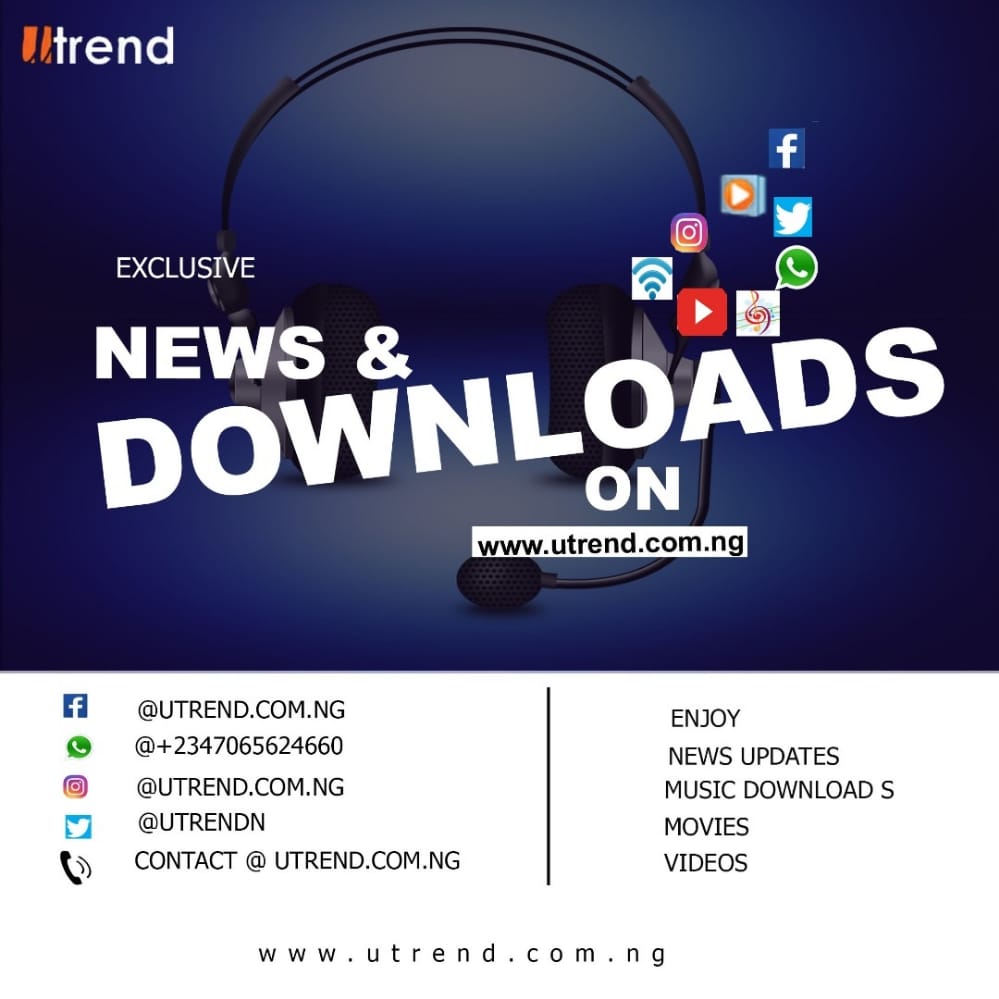 Utrend
EXCLUSIVE
NEWS &
DOWNLOADS
ON
www.utrend.com.ng
@UTREND.COM.NG
@+2347065624660
@UTREND.COM.NG
@UTRENDN
CONTACT @ UTREND.COM.NG
ENJOY
NEWS UPDATES
MUSIC DOWNLOAD S
MOVIES
VIDEOS
www.utrend.com.ng